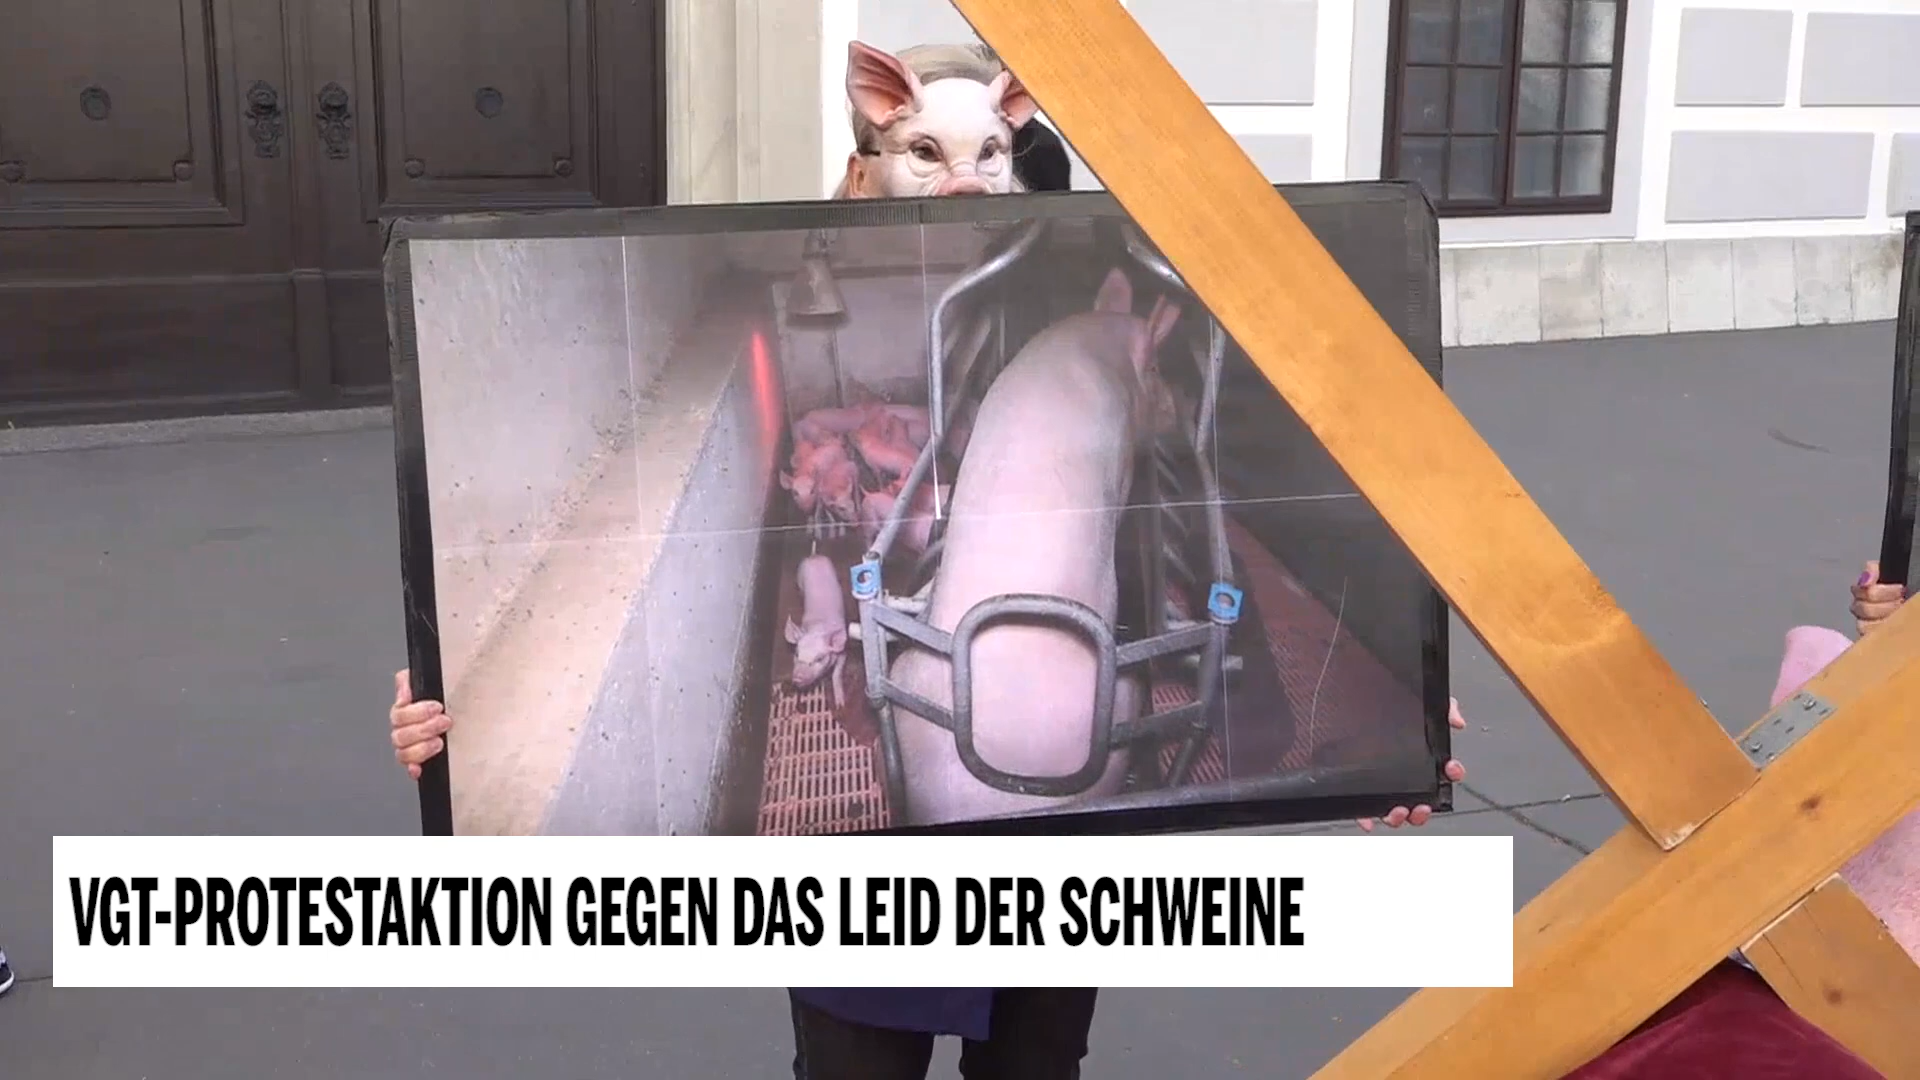 VGT-PROTESTAKTION GEGEN DAS LEID DER SCHWEINE